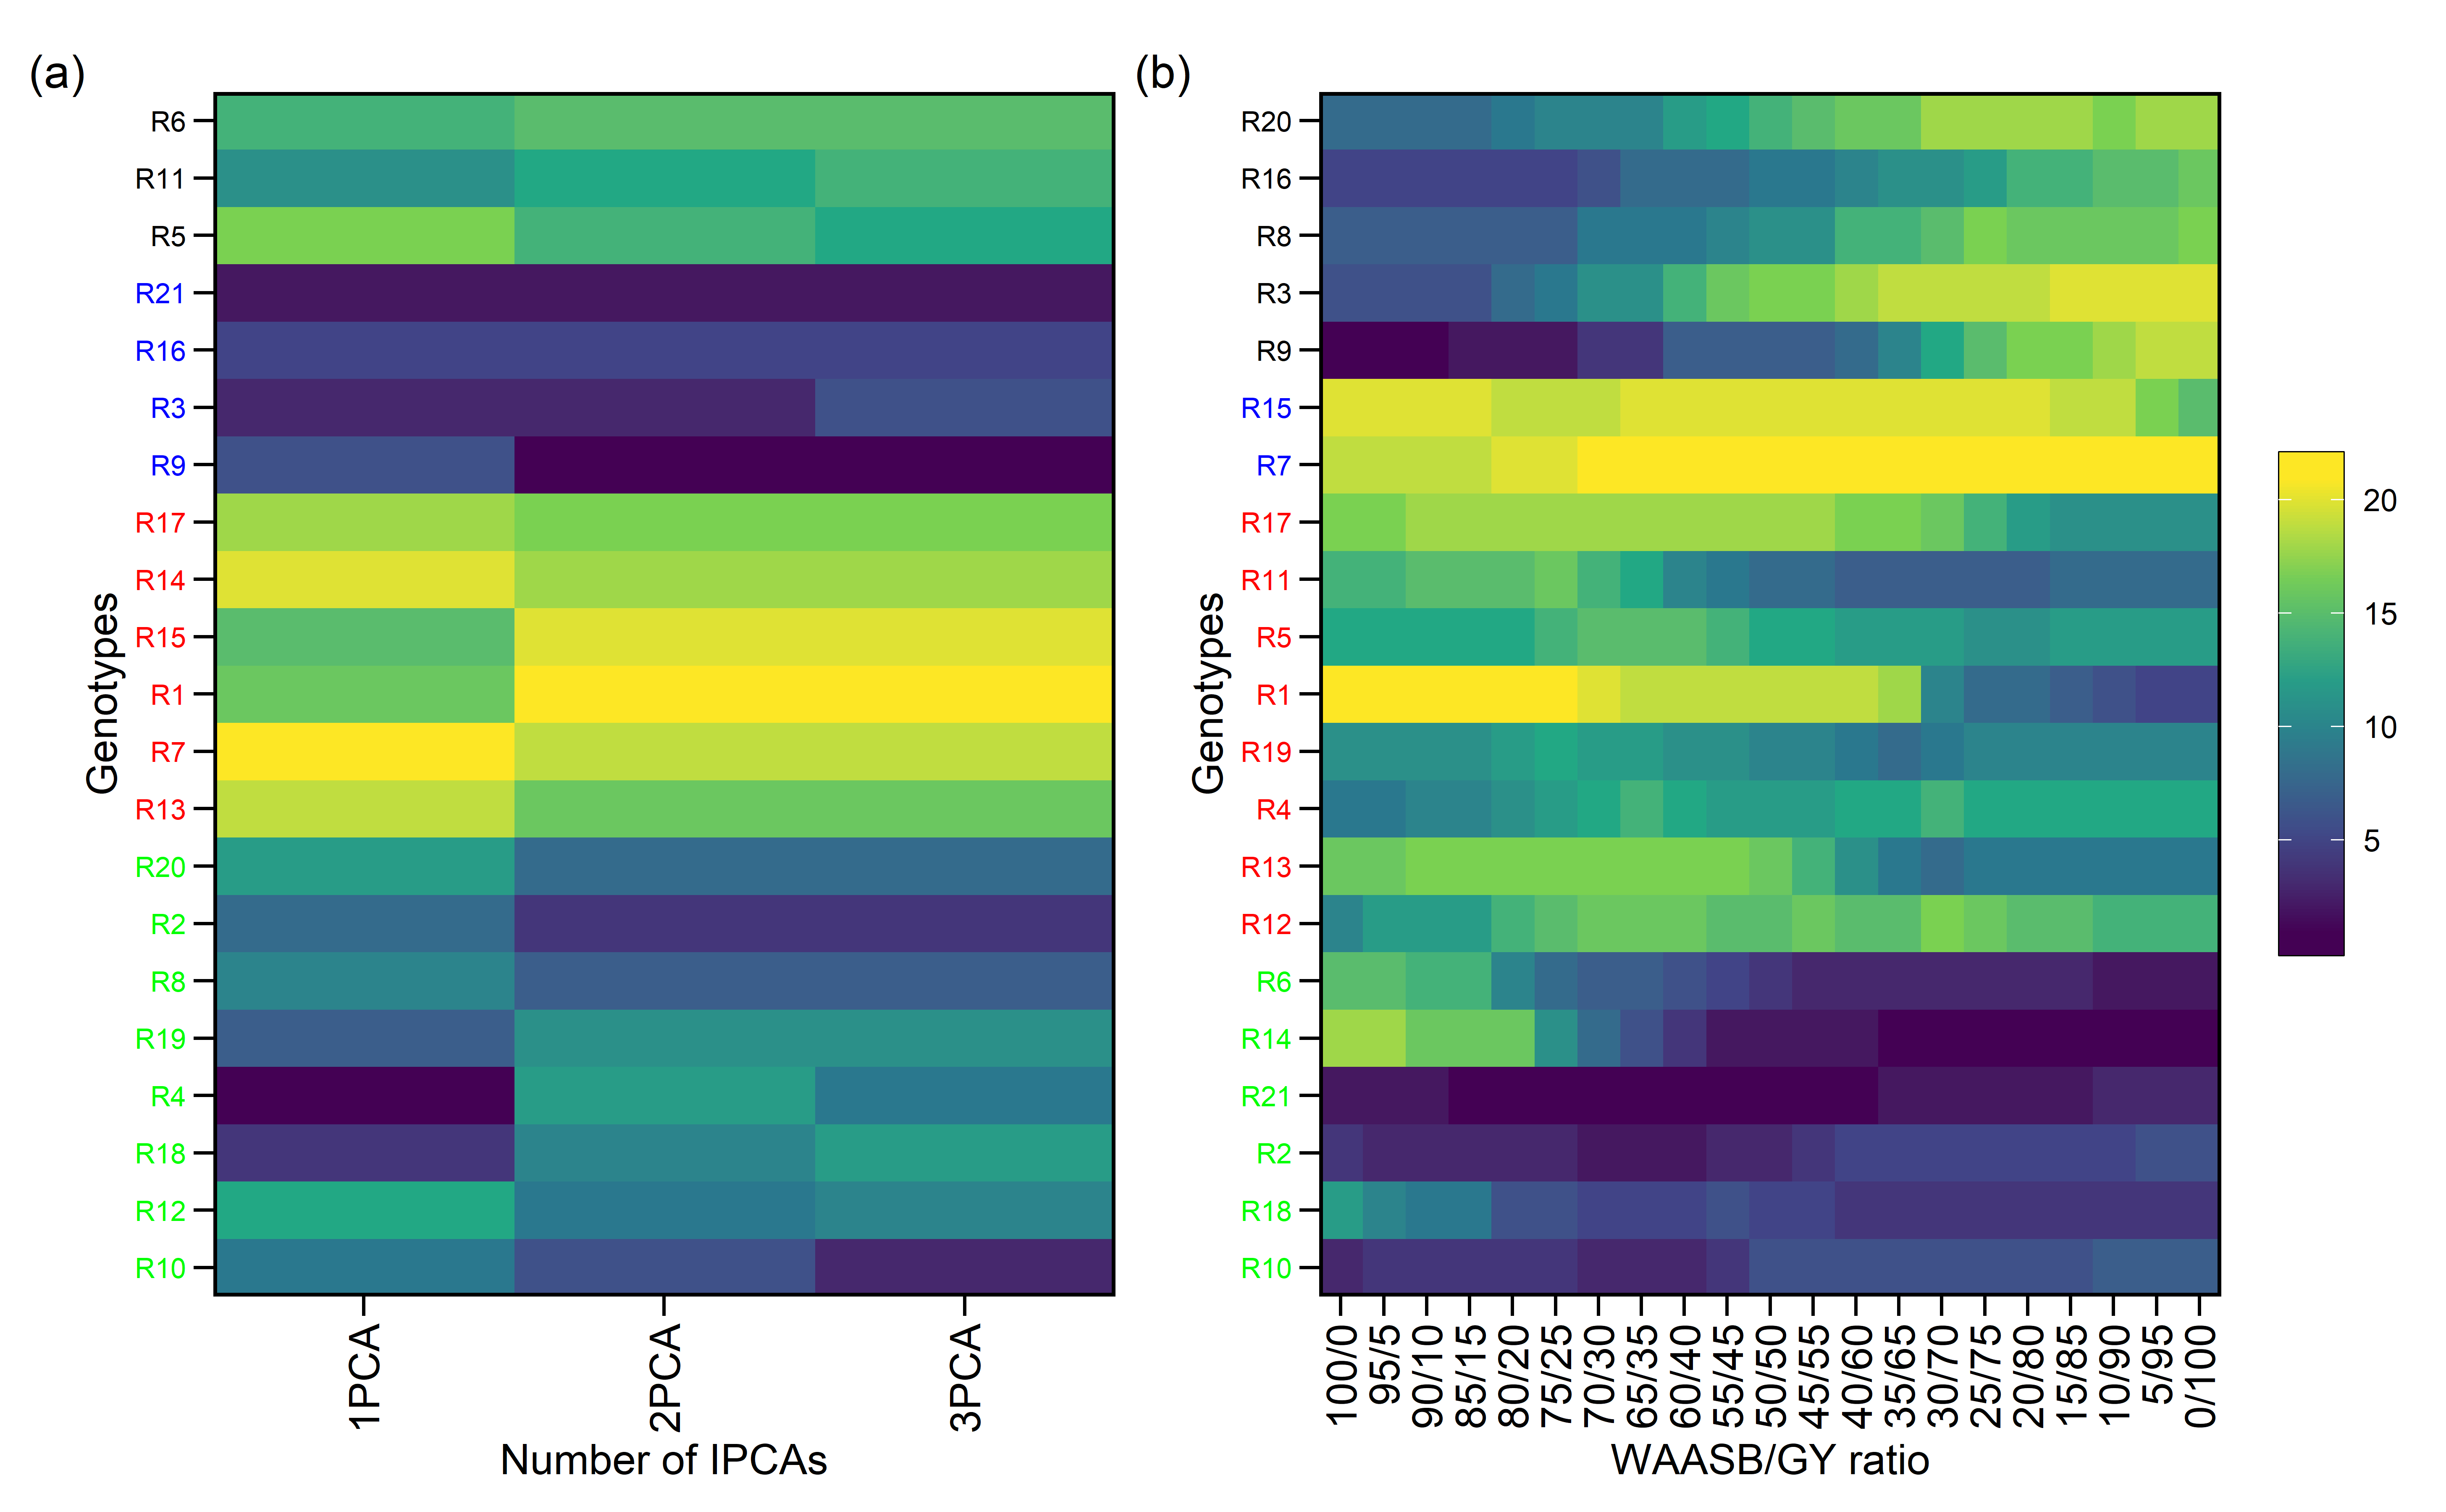 (a)
R6
R11
R5
R21
R16
R3
R9
R17
R14
R15
R1
R7
R13
R20
R2
R8
R19
R4
R18
R12
R10
Genotypes
1PCA
2PCA
3PCA
Number of IPCAs
(b)
R20
R16
R8
R3
R9
R15
R7
R17
R11
R5
R1
R19
R4
R13
R12
R6
R14
R21
R2
R18
R10
Genotypes
100/0
95/5
90/10
85/15
80/20
75/25
70/30
65/35
60/40
55/45
50/50
45/55
40/60
35/65
30/70
25/75
20/80
15/85
10/90
5/95
0/100
WAASB/GY ratio
20
15
10
5